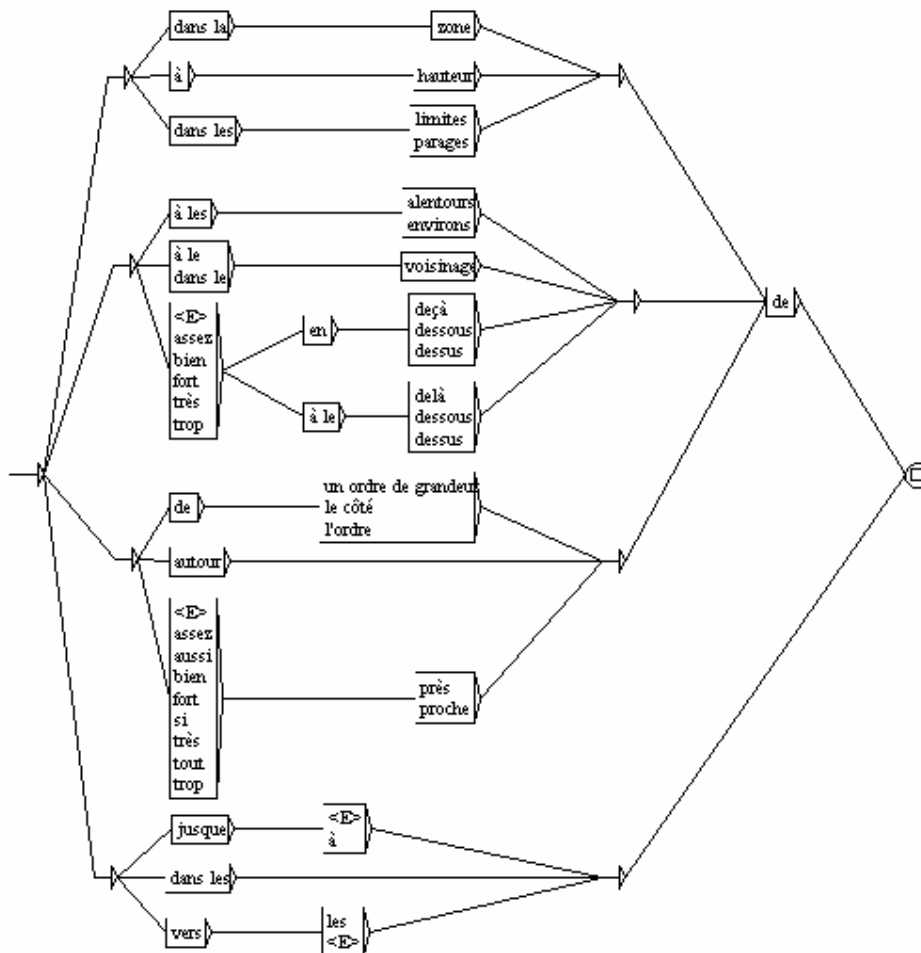 dans la
zone
à
hauteur
dans les
limites
parages
à les
alentours
environs
à le
dans le
voisinage
<E>
assez
bien
fort
très
trop
en
deçà
dessous
dessus
à le
delà
dessous
dessus
de
de
un ordre de grandeur
le côté
l'ordre
autour
<E>
assez
aussi
bien
fort
si
très
tout
trop
près
proche
jusque
<E>
à
dans les
vers
les
<E>